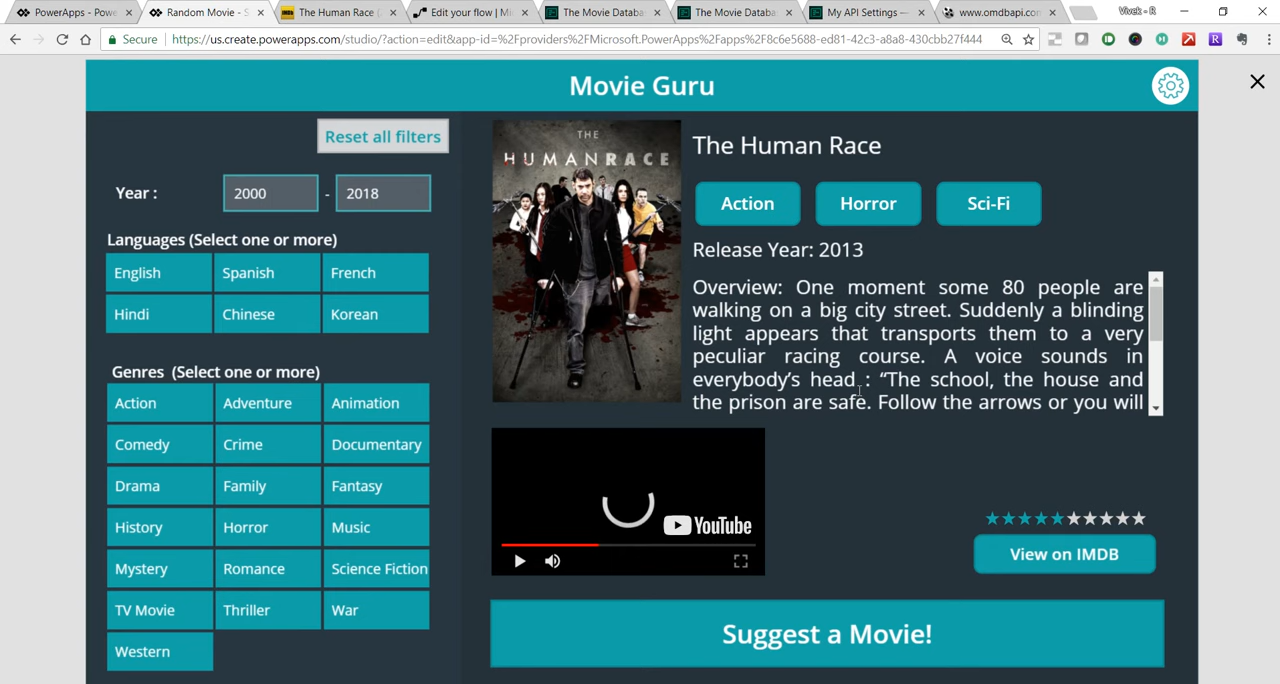 PowerApps - Power
Random Movie - S
The Human Race (
Edit your flow | Mi
The Movie Databa
The Movie Databa
My API Settings —
www.omdbapi.com
Vivek - R
Secure
https://us.create.powerapps.com/studio/?action=edit&app-id=%2Fproviders%2FMicrosoft.PowerApps%2Fapps%2F8c6e5688-ed81-42c3-a8a8-430cbb27f444
Movie Guru
Reset all filters
Year :
2000
-
2018
Languages (Select one or more)
English Spanish French
Hindi Chinese Korean
Genres (Select one or more)
Action Adventure Animation
Comedy Crime Documentary
Drama Family Fantasy
History Horror Music
Mystery Romance Science Fiction
TV Movie Thriller War
Western
THE
HUMANRACE
The Human Race
Action Horror Sci-Fi
Release Year: 2013
Overview: One moment some 80 people are
walking on a big city street. Suddenly a blinding
light appears that transports them to a very
peculiar racing course. A voice sounds in
everybody’s head : “The school, the house and
the prison are safe. Follow the arrows or you will
YouTube
View on IMDB
Suggest a Movie!